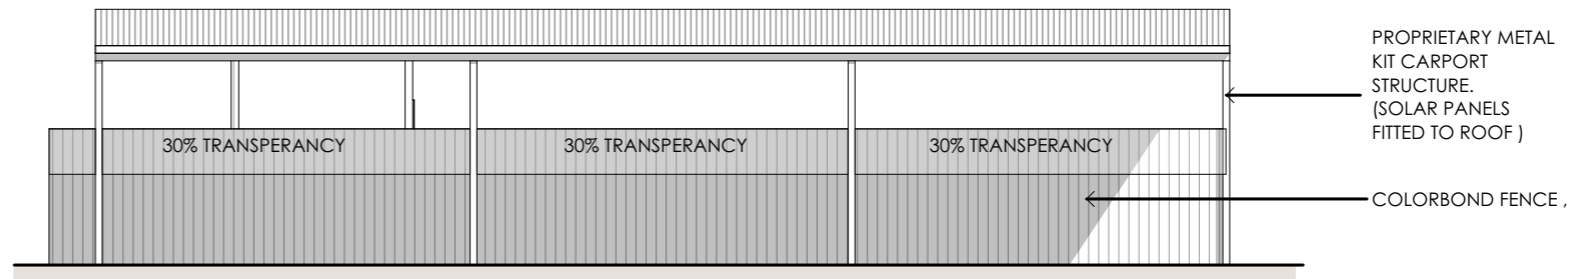 PROPRIETARY METAL
KIT CARPORT
STRUCTURE.
(SOLAR PANELS
FITTED TO ROOF )
30% TRANSPERANCY
30% TRANSPERANCY
30% TRANSPERANCY
COLORBOND FENCE ,